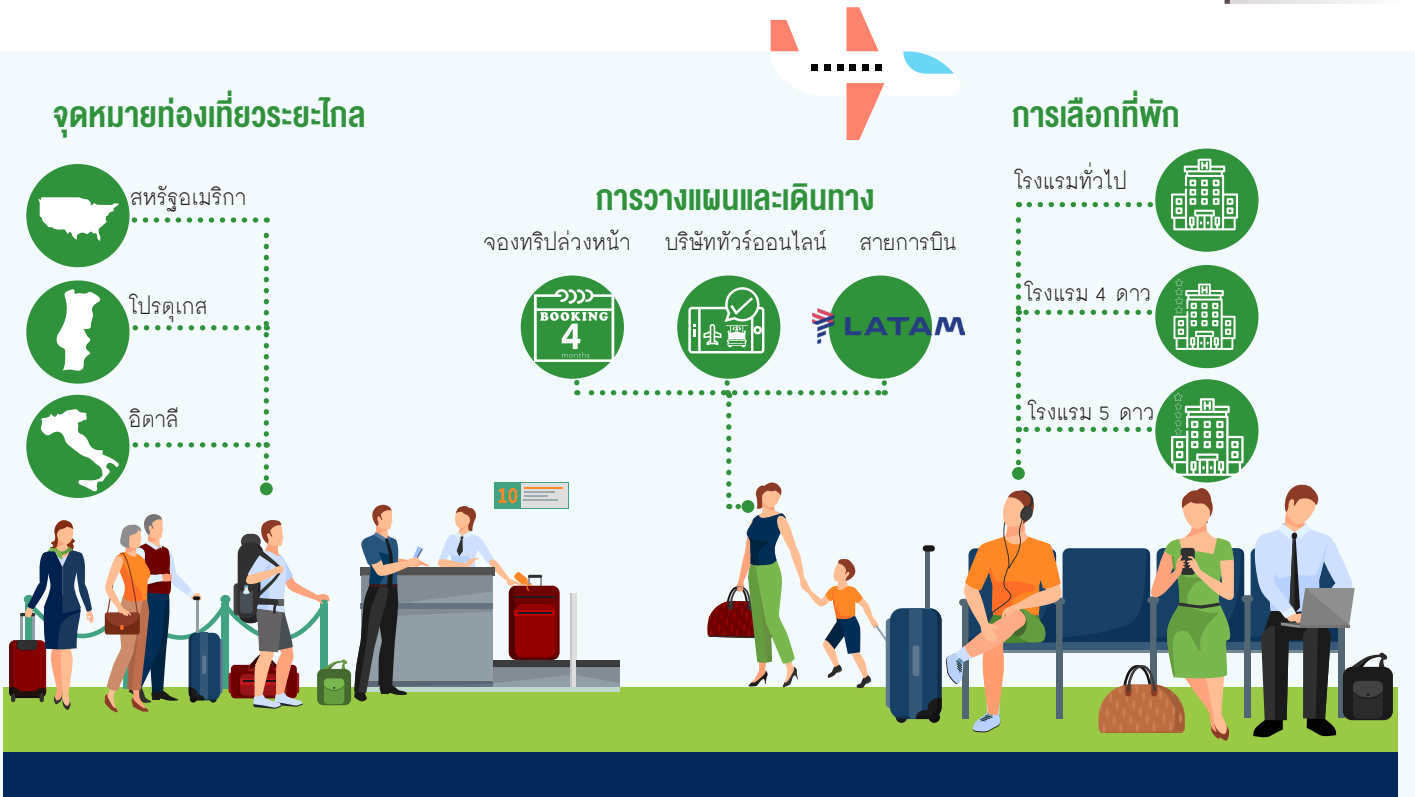 จุดหมายท่องเที่ยวระยะไกล
สหรัฐอเมริกา
โปรตุเกส
อิตาลี
การวางแผนและเดินทาง
จองทริปล่วงหน้า
บริษัททัวร์ออนไลน์
สายการบิน
BOOKING
4
months
LATAM
การเลือกที่พัก
โรงแรมทั่วไป
H
โรงแรม 4 ดาว
H
โรงแรม 5 ดาว
H
10